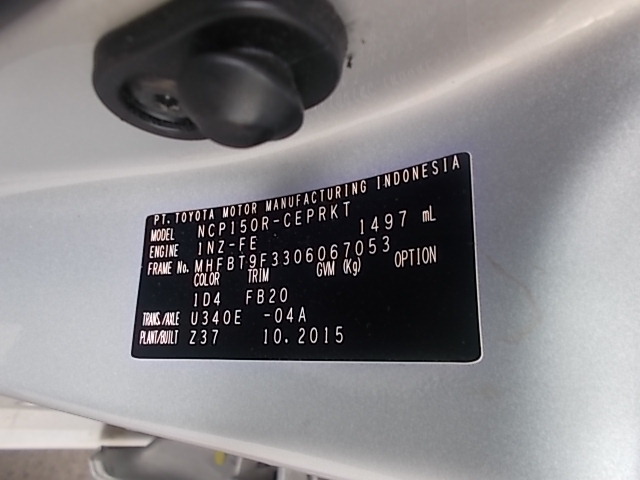 PT. TOYOTA MOTOR MANUFACTURING INDONESIA
MODEL NCP150R-CEPRKT
ENGINE 1NZ-FE 1497 mL
FRAME No. MHFBT9F3306067053
COLOR TRIM GVM (Kg) OPTION
1D4 FB20
TRANS./AXLE U340E -04A
PLANT/BUILT Z37 10.2015